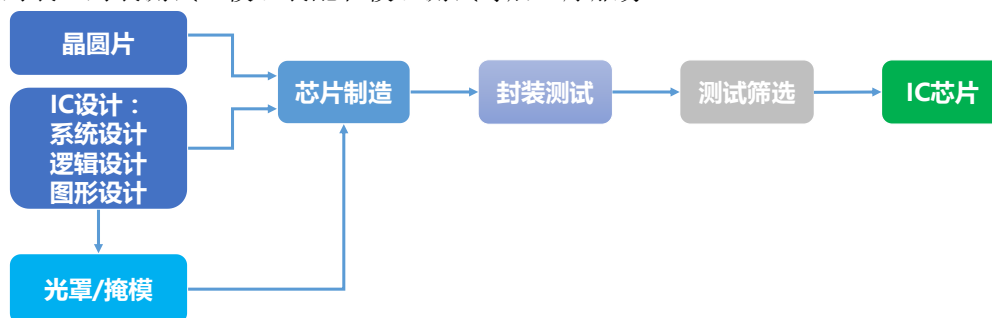 晶圆片
IC设计：
系统设计
逻辑设计
图形设计
光罩/掩模
芯片制造
封装测试
测试筛选
IC芯片